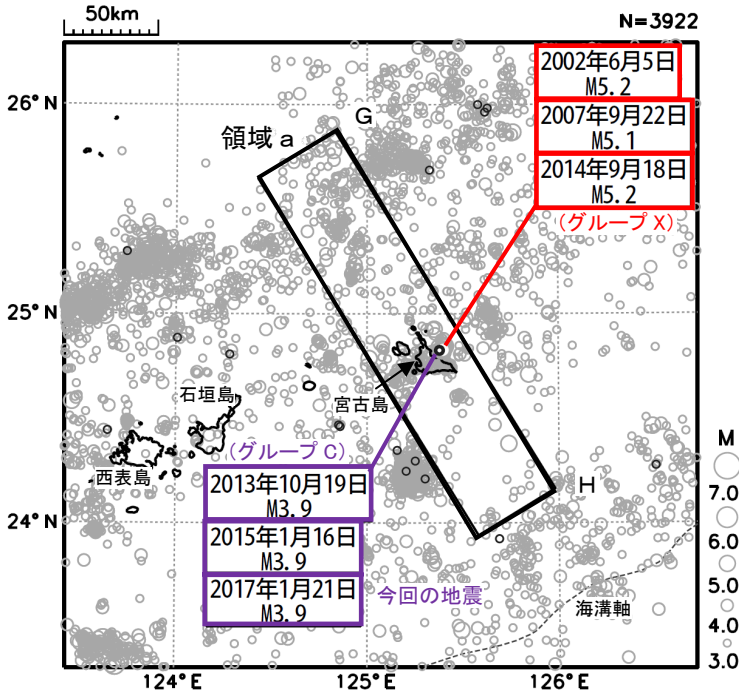 50km
N=3922
26°N
25°N
24°N
124°E
125°E
126°E
領域a
G
H
2002年6月5日
M5.2
2007年9月22日
M5.1
2014年9月18日
M5.2
(グループX)
宮古島
石垣島
西表島
(グループC)
2013年10月19日
M3.9
2015年1月16日
M3.9
2017年1月21日
M3.9
今回の地震
海溝軸
M
7.0
6.0
5.0
4.0
3.0